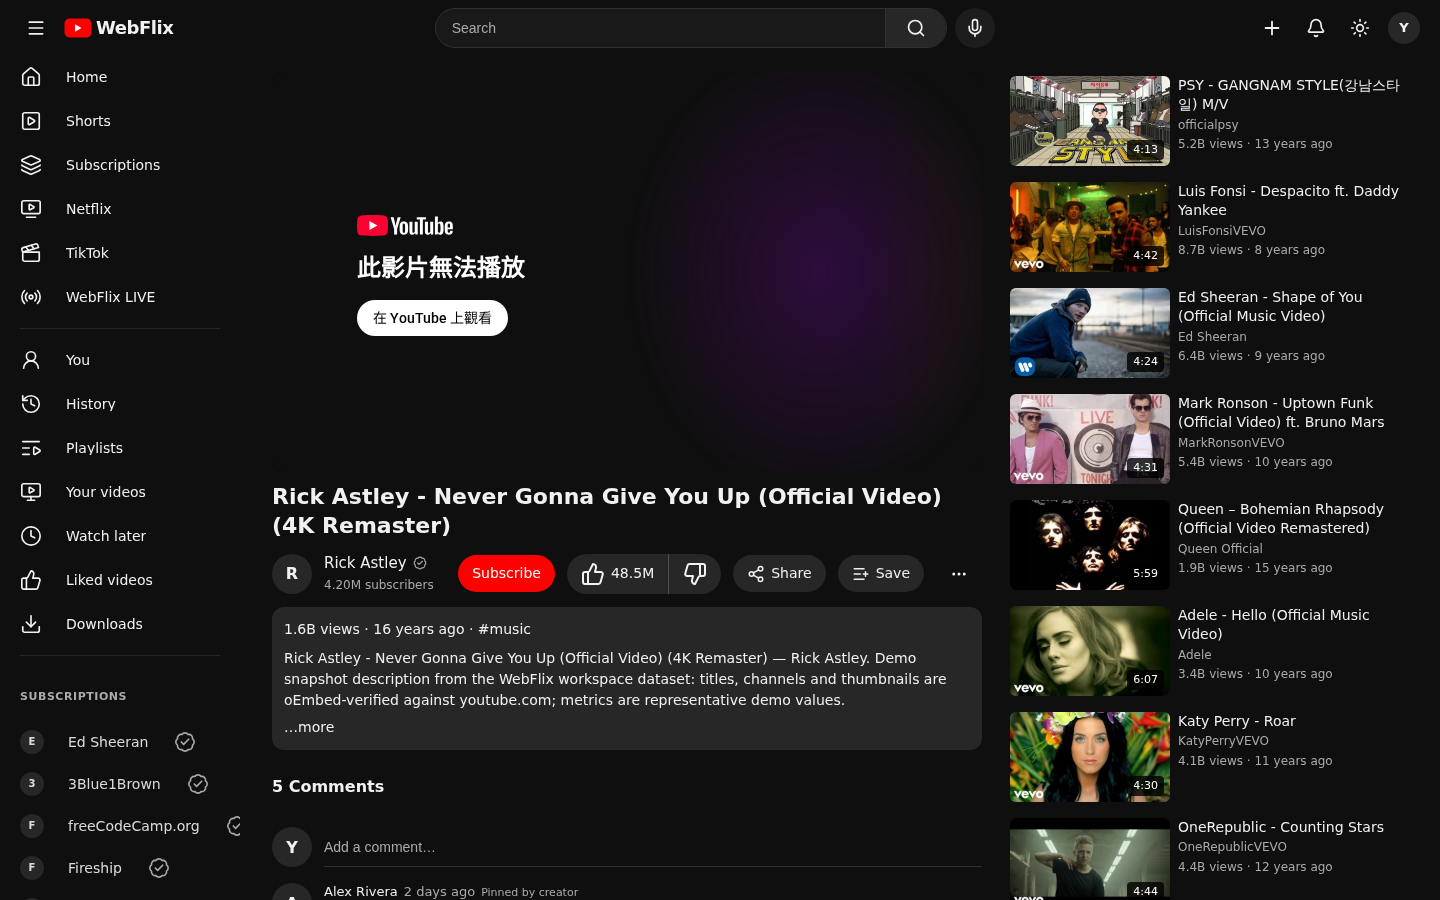 WebFlix
Search
Y
Home
Shorts
Subscriptions
Netflix
TikTok
WebFlix LIVE
You
History
Playlists
Your videos
Watch later
Liked videos
Downloads
SUBSCRIPTIONS
E Ed Sheeran
3 3Blue1Brown
F freeCodeCamp.org
F Fireship
YouTube
此影片無法播放
在 YouTube 上觀看
Rick Astley - Never Gonna Give You Up (Official Video)
(4K Remaster)
R
Rick Astley
4.20M subscribers
Subscribe
48.5M
Share
Save
1.6B views · 16 years ago · #music
Rick Astley - Never Gonna Give You Up (Official Video) (4K Remaster) — Rick Astley. Demo
snapshot description from the WebFlix workspace dataset: titles, channels and thumbnails are
oEmbed-verified against youtube.com; metrics are representative demo values.
…more
5 Comments
Y
Add a comment…
Alex Rivera 2 days ago Pinned by creator
4:13
PSY - GANGNAM STYLE(강남스타
일) M/V
officialpsy
5.2B views · 13 years ago
vevo
4:42
Luis Fonsi - Despacito ft. Daddy
Yankee
LuisFonsiVEVO
8.7B views · 8 years ago
4:24
Ed Sheeran - Shape of You
(Official Music Video)
Ed Sheeran
6.4B views · 9 years ago
LIVE
vevo
4:31
Mark Ronson - Uptown Funk
(Official Video) ft. Bruno Mars
MarkRonsonVEVO
5.4B views · 10 years ago
5:59
Queen – Bohemian Rhapsody
(Official Video Remastered)
Queen Official
1.9B views · 15 years ago
vevo
6:07
Adele - Hello (Official Music
Video)
Adele
3.4B views · 10 years ago
vevo
4:30
Katy Perry - Roar
KatyPerryVEVO
4.1B views · 11 years ago
4:44
OneRepublic - Counting Stars
OneRepublicVEVO
4.4B views · 12 years ago